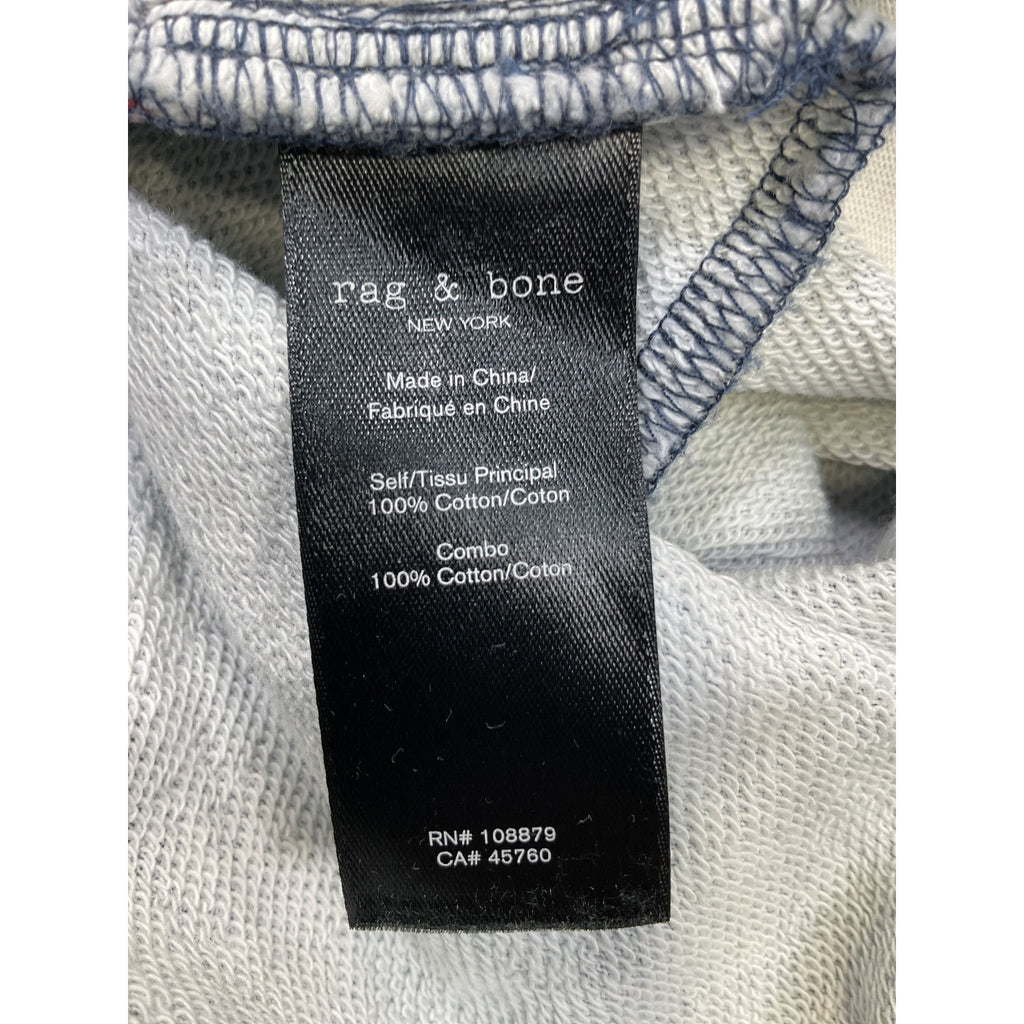 rag & bone
NEW YORK
Made in China/
Fabriqué en Chine
Self/Tissu Principal
100% Cotton/Coton
Combo
100% Cotton/Coton
RN# 108879
CA# 45760